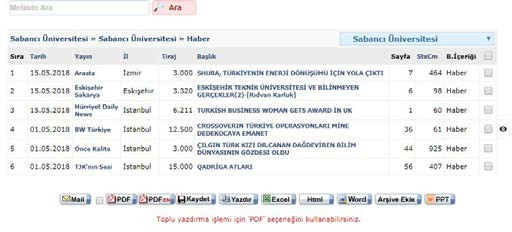 Metinde Ara
Ara
Sabancı Üniversitesi » Sabancı Üniversitesi » Haber
Sabancı Üniversitesi
Sıra Tarih Yayın İl Tiraj Başlık Sayfa StxCm B.İçeriği
1 15.05.2018 Arasta İzmir 3.000 SHURA, TÜRKİYENİN ENERJİ DÖNÜŞÜMÜ İÇİN YOLA ÇIKTI 7 464 Haber
2 15.05.2018 Eskişehir Sakarya Eskişehir 3.320 ESKİŞEHİR TEKNİK ÜNİVERSİTESİ VE BİLİNMEYEN GERÇEKLER(2)-[Rıdvan Karluk] 6 98 Haber
3 15.05.2018 Hürriyet Daily News İstanbul 6.211 TURKISH BUSINESS WOMAN GETS AWARD IN UK 1 60 Haber
4 01.05.2018 BW Türkiye İstanbul 12.500 CROSSOVERIN TÜRKİYE OPERASYONLARI MİNE DEDEKOCAYA EMANET 36 61 Haber
5 01.05.2018 Önce Kalite İstanbul 3.000 ÇILGIN TÜRK KIZI DR.CANAN DAĞDEVİREN BİLİM DÜNYASININ GÖZDESİ OLDU 44 925 Haber
6 01.05.2018 TJK'nın Sesi İstanbul 15.000 QADRİGA ATLARI 56 407 Haber
Mail PDF PDF EN Kaydet Yazdır Excel Html Word Arşive Ekle PPT
Toplu yazdırma işlemi için 'PDF' seçeneğini kullanabilirsiniz.